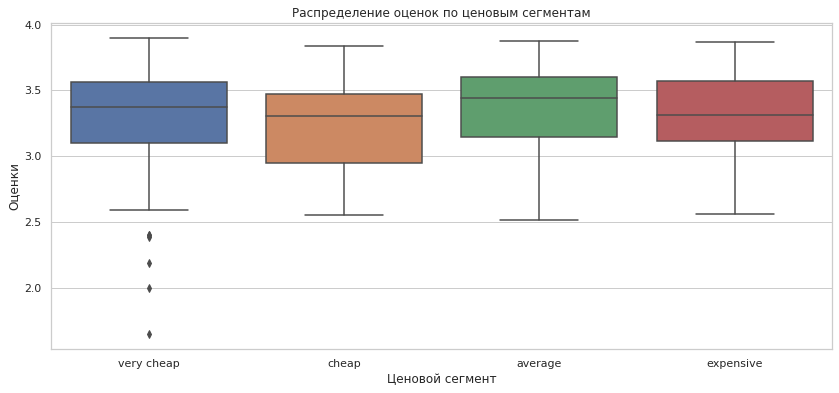 Распределение оценок по ценовым сегментам
4.0
3.5
3.0
2.5
2.0
Оценки
very cheap
cheap
average
expensive
Ценовой сегмент